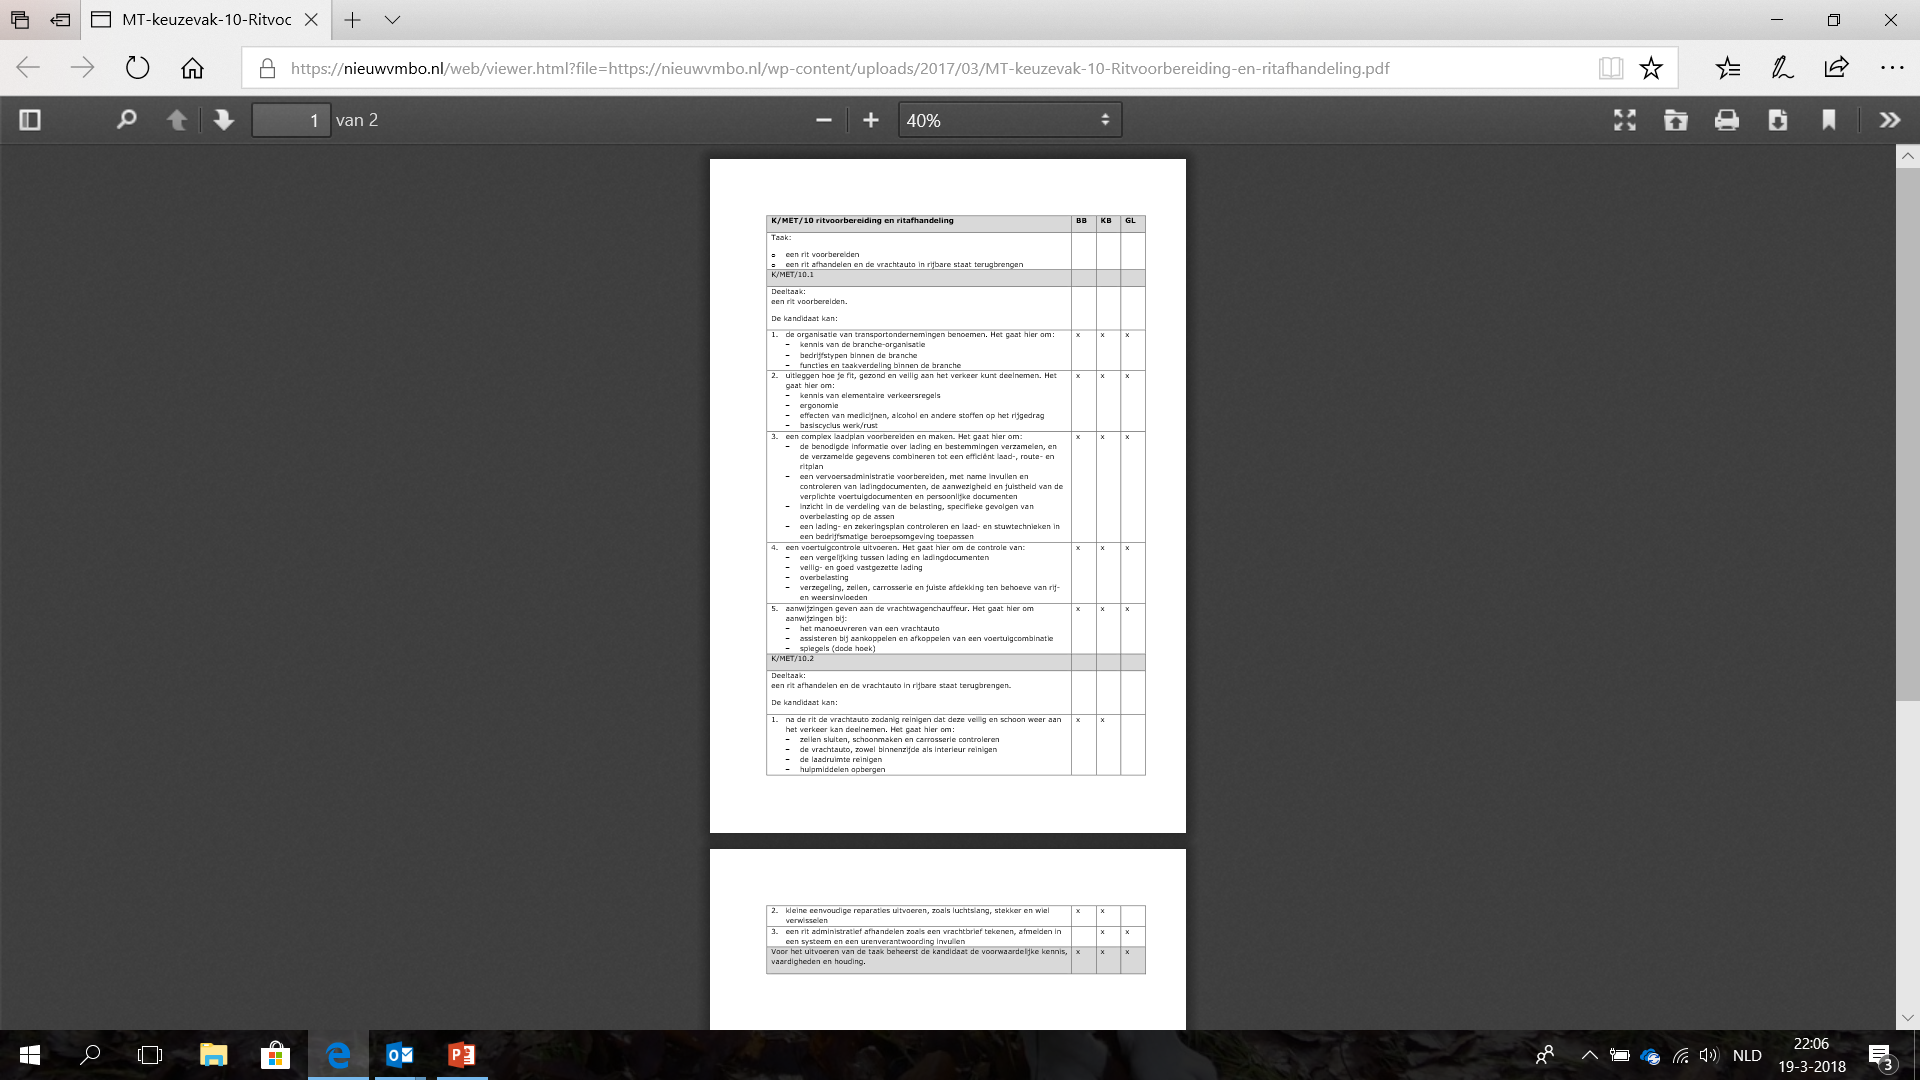 MT-keuzevak-10-Ritvoc
https://nieuwvmbo.nl/web/viewer.html?file=https://nieuwvmbo.nl/wp-content/uploads/2017/03/MT-keuzevak-10-Ritvoorbereiding-en-ritafhandeling.pdf
1 van 2
40%
K/MET/10 ritvoorbereiding en ritafhandeling BB KB GL
Taak:
een rit voorbereiden
een rit afhandelen en de vrachtauto in rijbare staat terugbrengen
K/MET/10.1
Deeltaak:
een rit voorbereiden.
De kandidaat kan:
1. de organisatie van transportondernemingen benoemen. Het gaat hier om: x x x
- kennis van de branche-organisatie
- bedrijfstypen binnen de branche
- functies en taakverdeling binnen de branche
2. uitleggen hoe je fit, gezond en veilig aan het verkeer kunt deelnemen. Het x x x
gaat hier om:
- kennis van elementaire verkeersregels
- ergonomie
- effecten van medicijnen, alcohol en andere stoffen op het rijgedrag
- basiscyclus werk/rust
3. een complex laadplan voorbereiden en maken. Het gaat hier om: x x x
- de benodigde informatie over lading en bestemmingen verzamelen, en
de verzamelde gegevens combineren tot een efficiënt laad-, route- en
ritplan
- een vervoersadministratie voorbereiden, met name invullen en
controleren van ladingdocumenten, de aanwezigheid en juistheid van de
verplichte voertuigdocumenten en persoonlijke documenten
- inzicht in de verdeling van de belasting, specifieke gevolgen van
overbelasting op de assen
- een lading- en zekeringsplan controleren en laad- en stuwtechnieken in
een bedrijfsmatige beroepsomgeving toepassen
4. een voertuigcontrole uitvoeren. Het gaat hier om de controle van: x x x
- een vergelijking tussen lading en ladingdocumenten
- veilig- en goed vastgezette lading
- overbelasting
- verzegeling, zeilen, carrosserie en juiste afdekking ten behoeve van rij-
en weersinvloeden
5. aanwijzingen geven aan de vrachtwagenchauffeur. Het gaat hier om x x x
aanwijzingen bij:
- het manoeuvreren van een vrachtauto
- assisteren bij aankoppelen en afkoppelen van een voertuigcombinatie
- spiegels (dode hoek)
K/MET/10.2
Deeltaak:
een rit afhandelen en de vrachtauto in rijbare staat terugbrengen.
De kandidaat kan:
1. na de rit de vrachtauto zodanig reinigen dat deze veilig en schoon weer aan x x
het verkeer kan deelnemen. Het gaat hier om:
- zeilen sluiten, schoonmaken en carrosserie controleren
- de vrachtauto, zowel binnenzijde als interieur reinigen
- de laadruimte reinigen
- hulpmiddelen opbergen
2. kleine eenvoudige reparaties uitvoeren, zoals luchtslang, stekker en wiel x x
verwisselen
3. een rit administratief afhandelen zoals een vrachtbrief tekenen, afmelden in x x
een systeem en een urenverantwoording invullen
Voor het uitvoeren van de taak beheerst de kandidaat de voorwaardelijke kennis, x x x
vaardigheden en houding.
NLD
22:06
19-3-2018
3